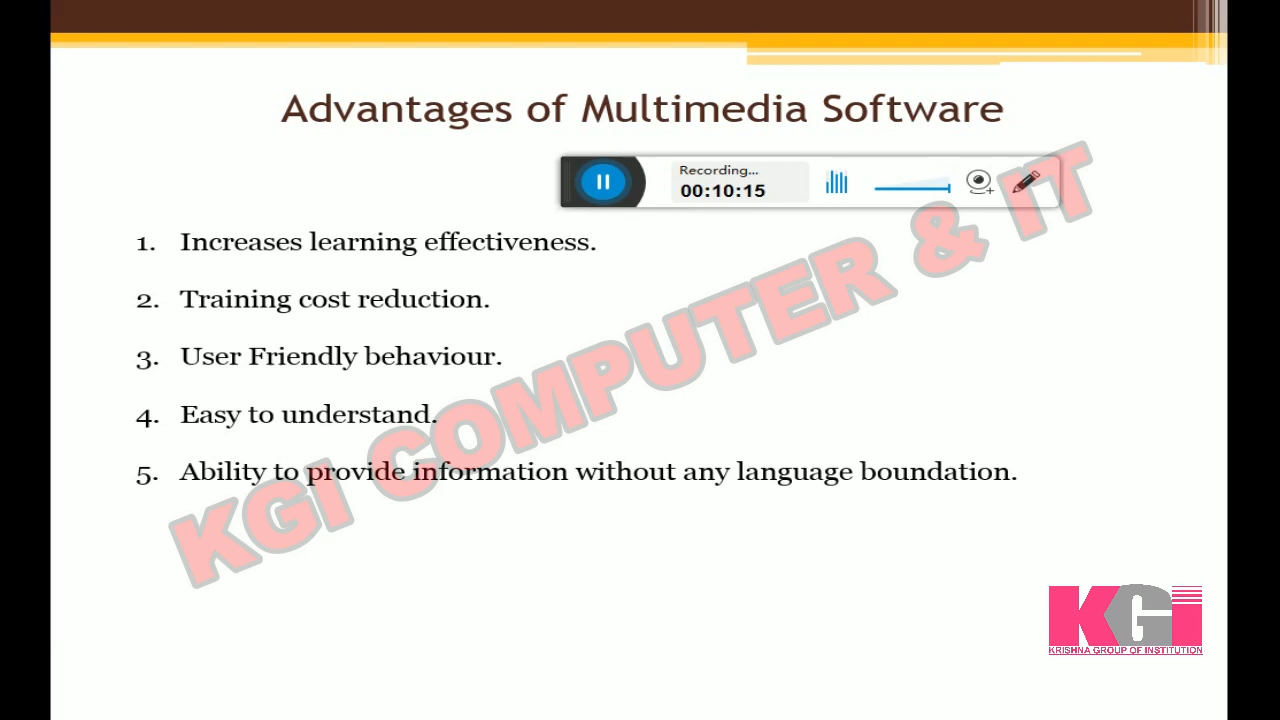 Advantages of Multimedia Software
Recording...
00:10:15
1. Increases learning effectiveness.
2. Training cost reduction.
3. User Friendly behaviour.
4. Easy to understand.
5. Ability to provide information without any language boundation.
KGI COMPUTER & IT
KGI
KRISHNA GROUP OF INSTITUTION